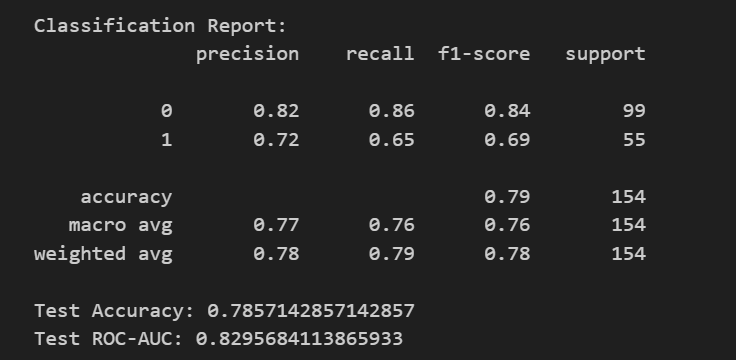 Classification Report:
precision recall f1-score support
0 0.82 0.86 0.84 99
1 0.72 0.65 0.69 55
accuracy 0.79 154
macro avg 0.77 0.76 0.76 154
weighted avg 0.78 0.79 0.78 154
Test Accuracy: 0.7857142857142857
Test ROC-AUC: 0.8295684113865933